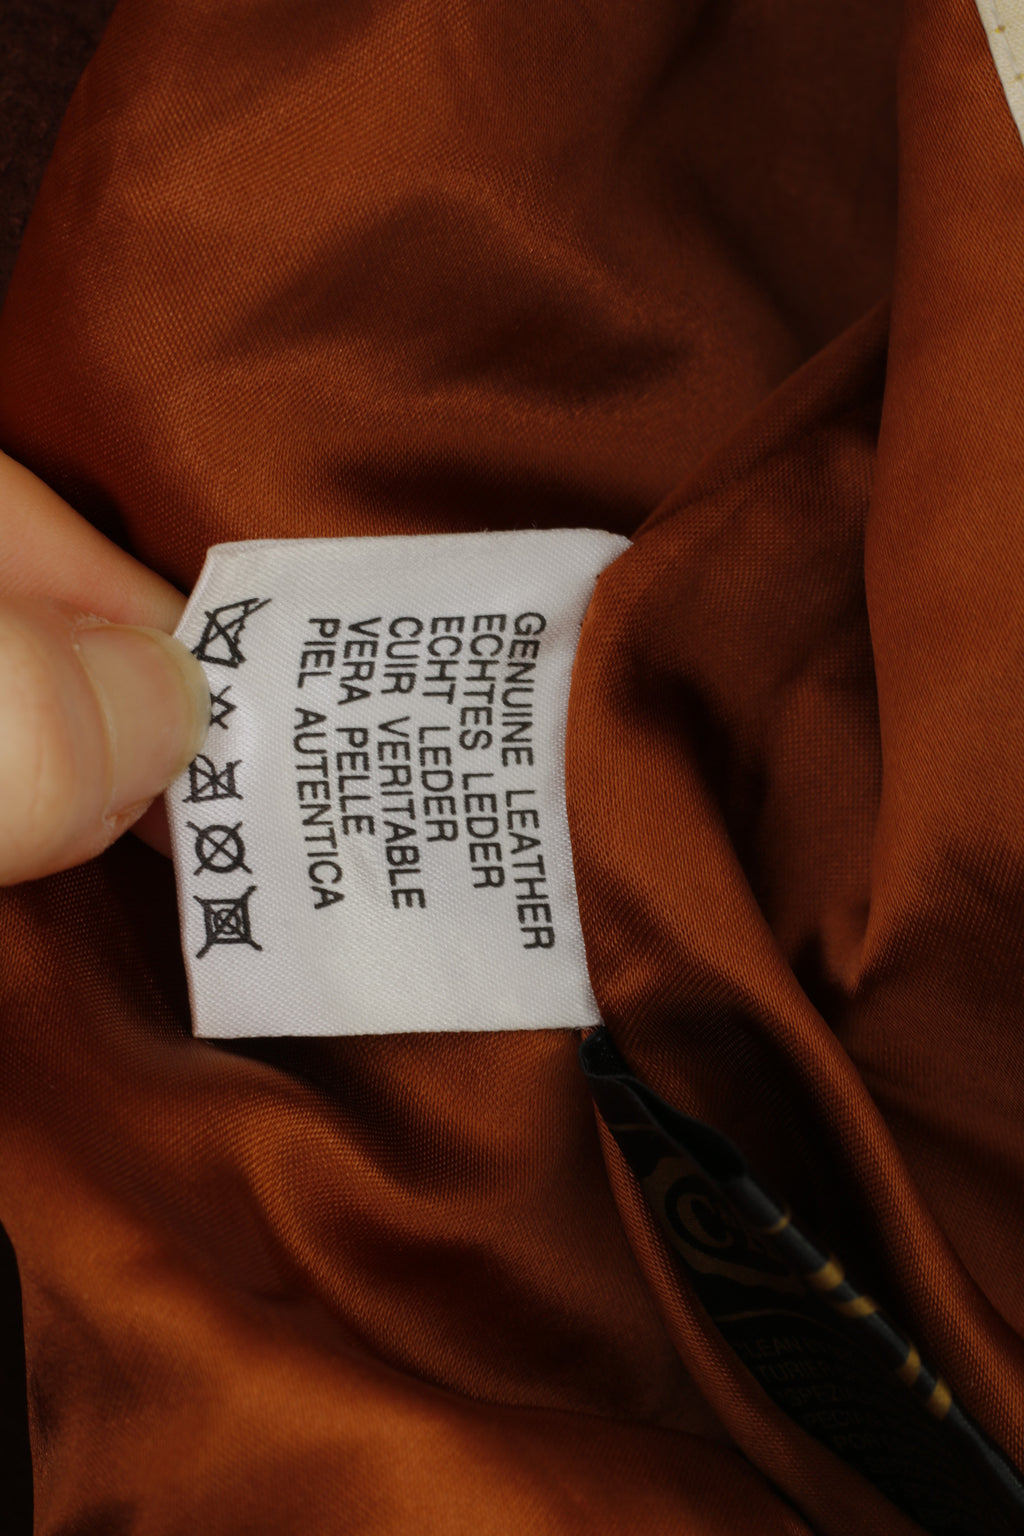 GENUINE LEATHER
ECHTES LEDER
ECHT LEDER
CUIR VERITABLE
VERA PELLE
PIEL AUTENTICA